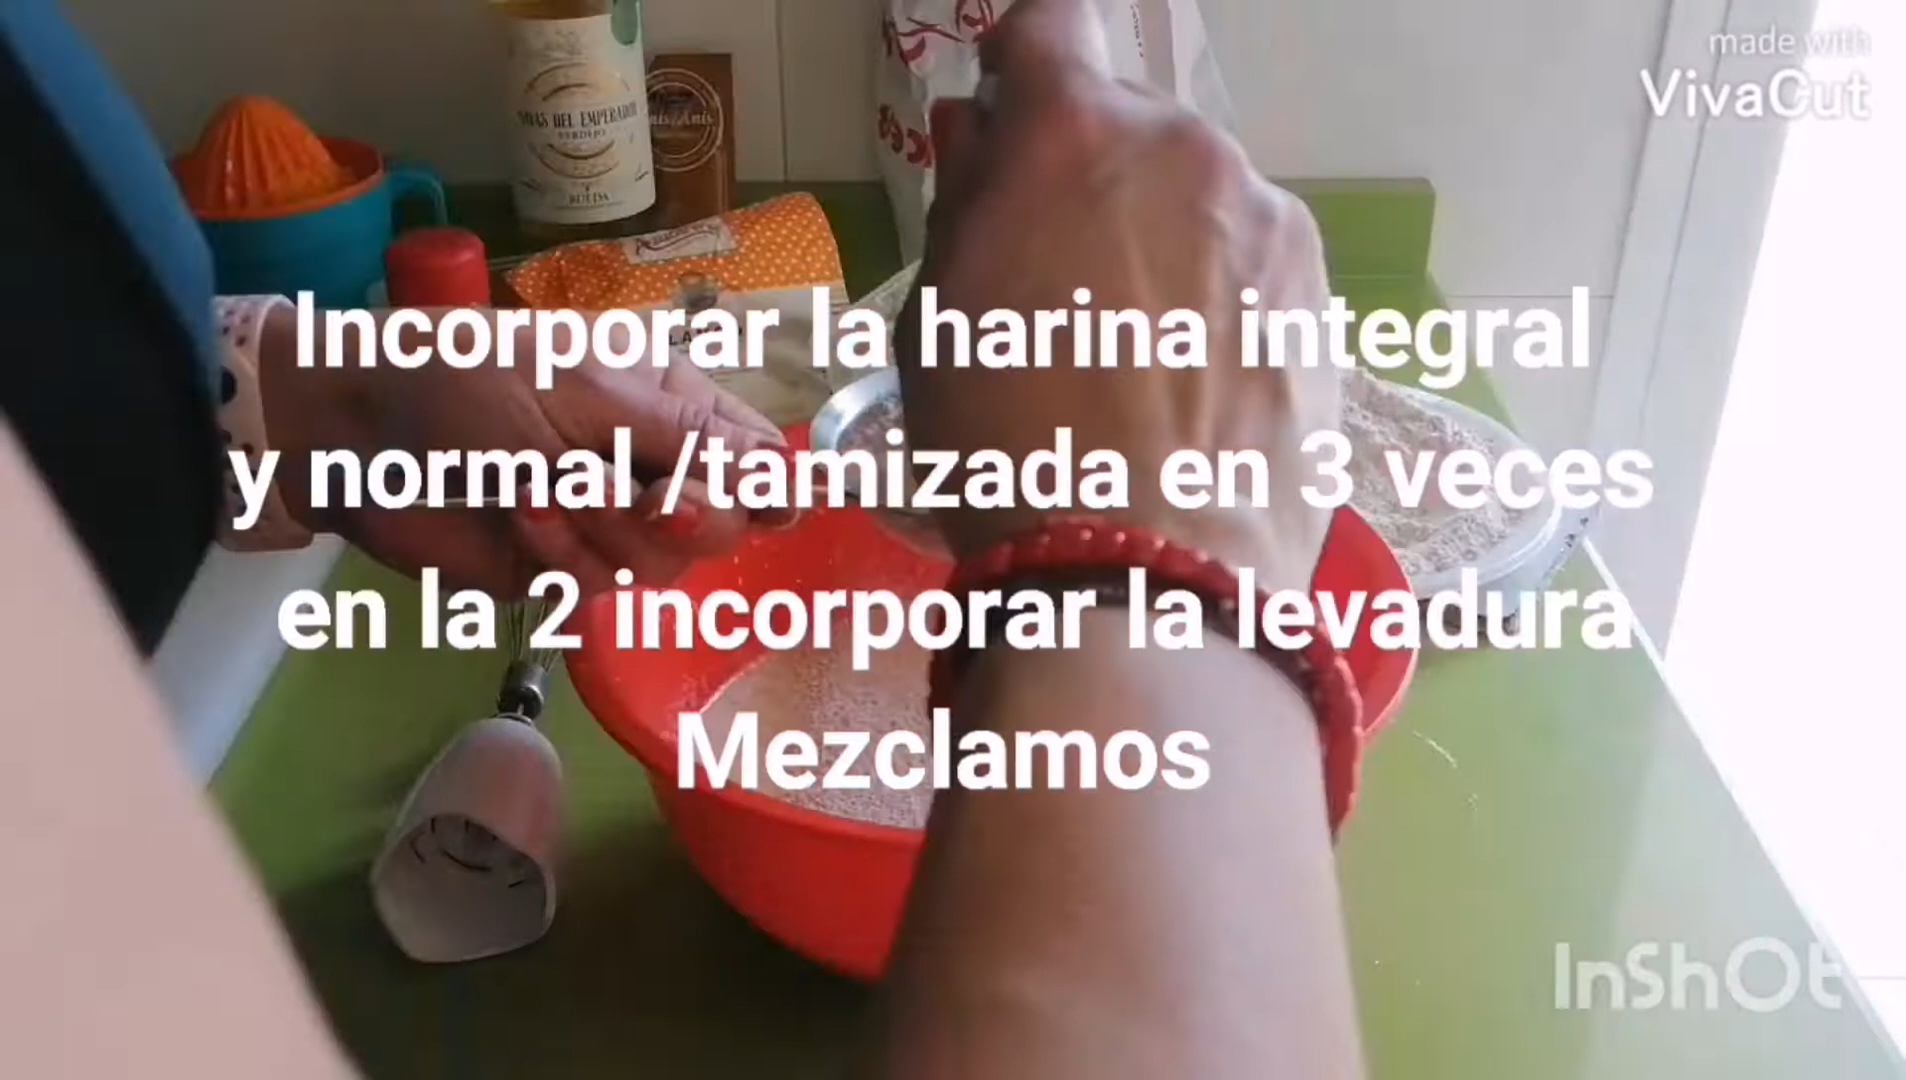 made with
VivaCut
RUEDA
Incorporar la harina integral
y normal /tamizada en 3 veces
en la 2 incorporar la levadura
Mezclamos
InShOt